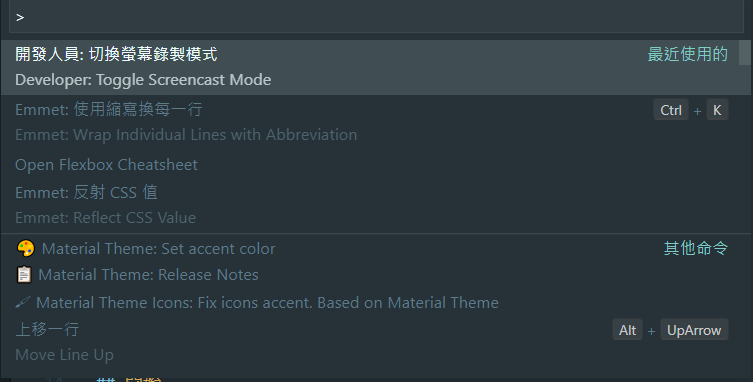 >
開發人員: 切換螢幕錄製模式 最近使用的
Developer: Toggle Screencast Mode
Emmet: 使用縮寫換每一行 Ctrl + K
Emmet: Wrap Individual Lines with Abbreviation
Open Flexbox Cheatsheet
Emmet: 反射 CSS 值
Emmet: Reflect CSS Value
🎨 Material Theme: Set accent color 其他命令
📋 Material Theme: Release Notes
🖌 Material Theme Icons: Fix icons accent. Based on Material Theme
上移一行 Alt + UpArrow
Move Line Up
##